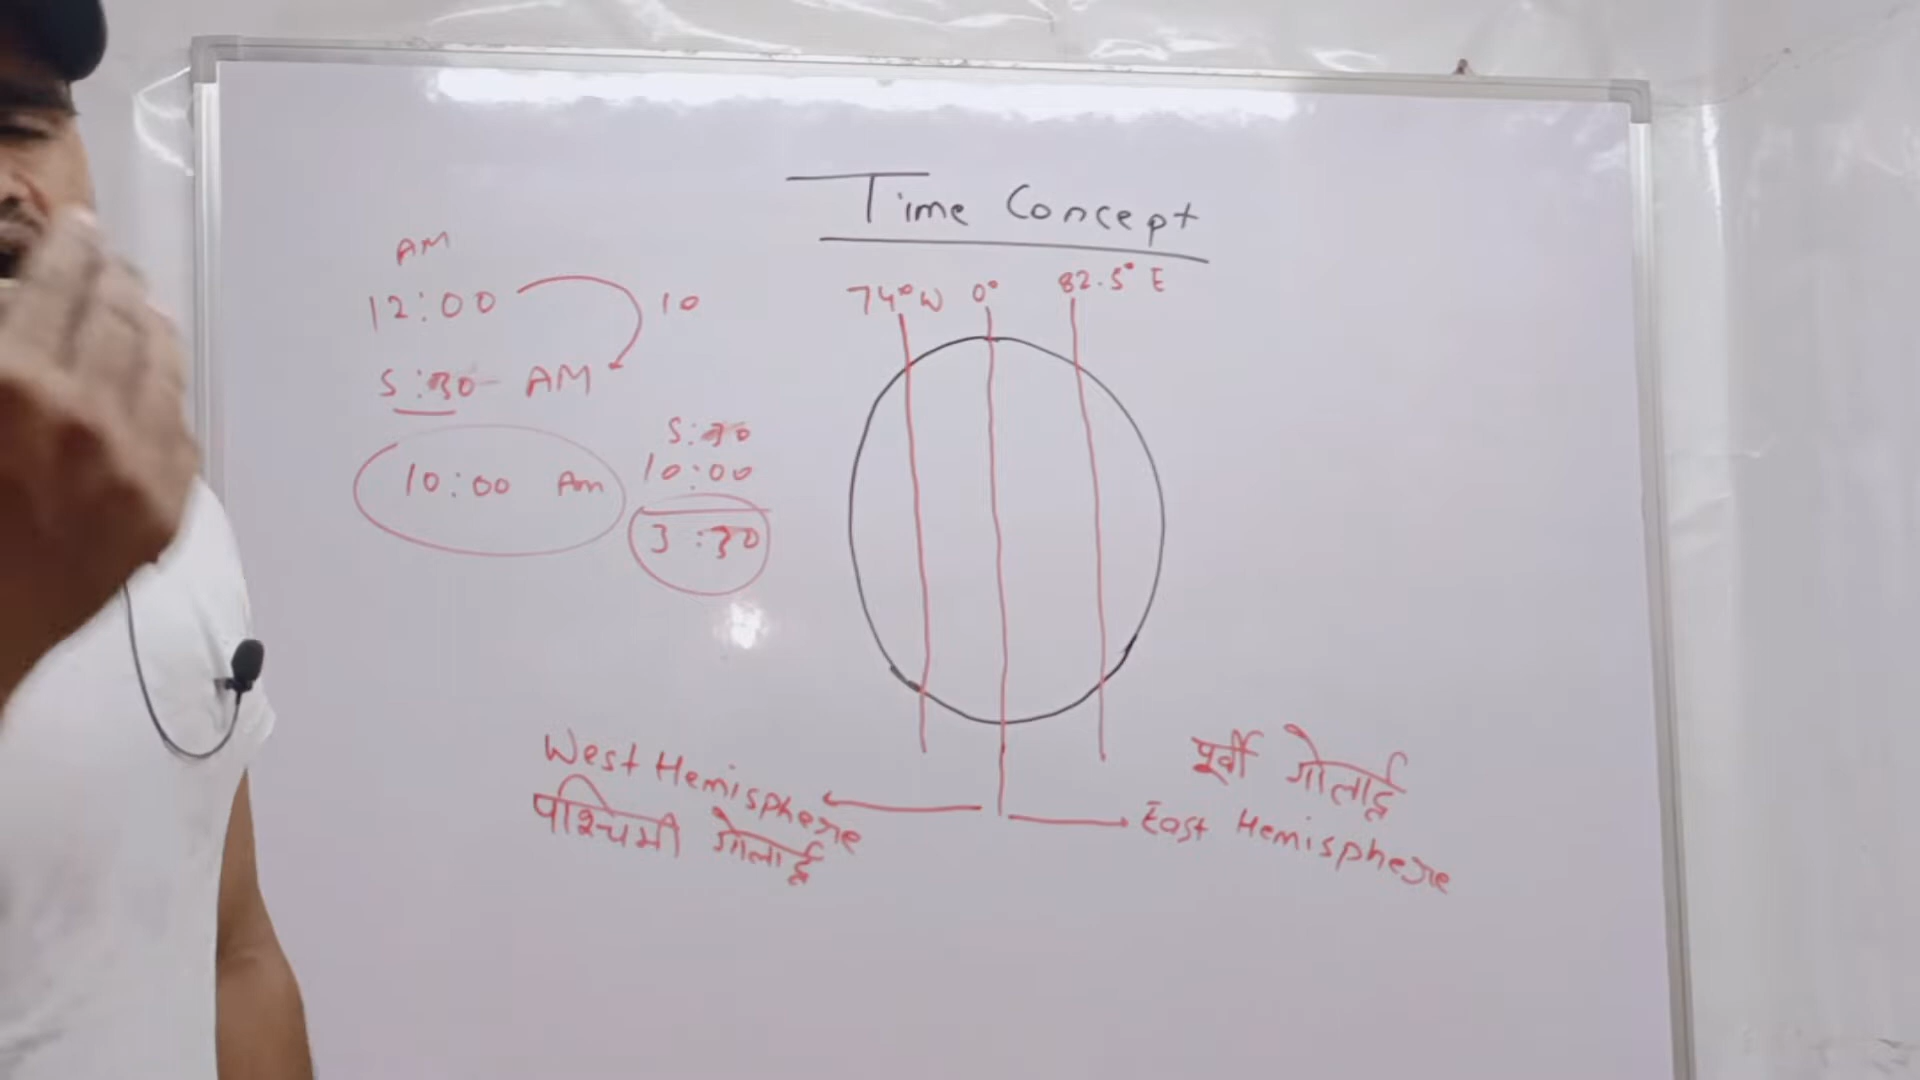 Time Concept
AM
12:00
10
5:30 AM
10:00 Am
5:30
10:00
3:30
74° W 0° 82.5° E
West Hemisphere
पश्चिमी गोलार्द्ध
पूर्वी गोलार्द्ध
East Hemisphere